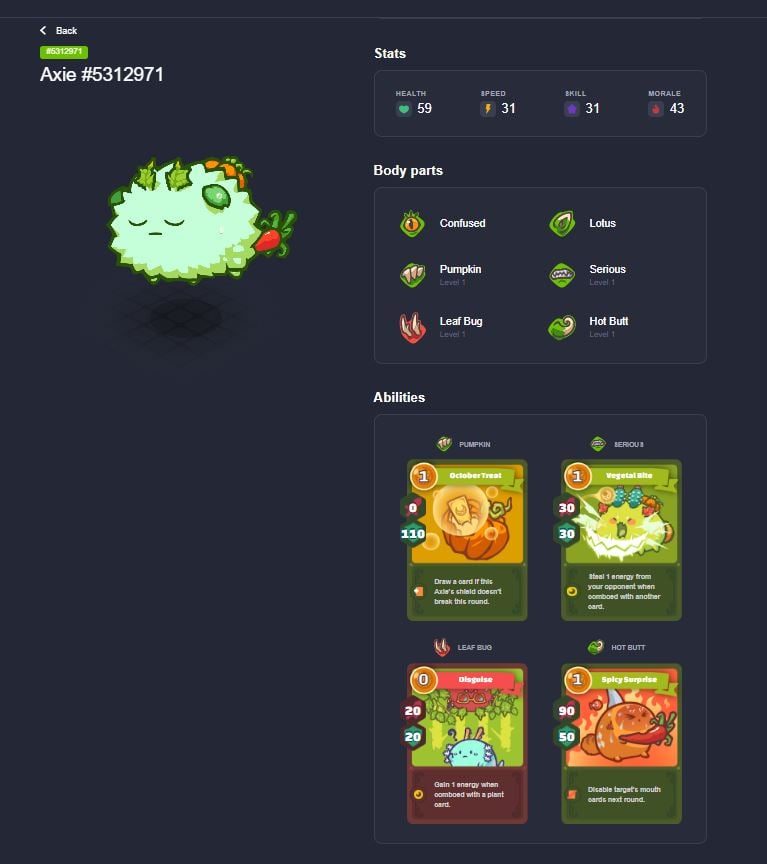 Back
#5312971
Axie #5312971
Stats
HEALTH
59
SPEED
31
SKILL
31
MORALE
43
Body parts
Confused
Lotus
Pumpkin
Level 1
Serious
Level 1
Leaf Bug
Level 1
Hot Butt
Level 1
Abilities
PUMPKIN
1
October Treat
0
110
Draw a card if this
Axie's shield doesn't
break this round.
SERIOUS
1
Vegetal Bite
30
30
Steal 1 energy from
your opponent when
comboed with another
card.
LEAF BUG
0
Disguise
20
20
Gain 1 energy when
comboed with a plant
card.
HOT BUTT
1
Spicy Surprise
90
50
Disable target's mouth
cards next round.